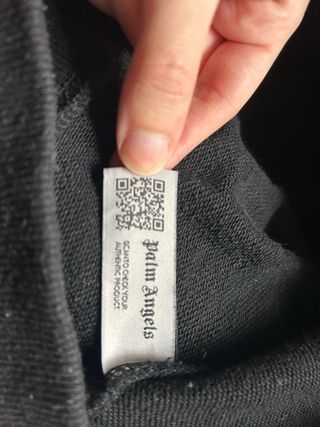 Palm Angels
SCAN TO CHECK YOUR
AUTHENTIC PRODUCT